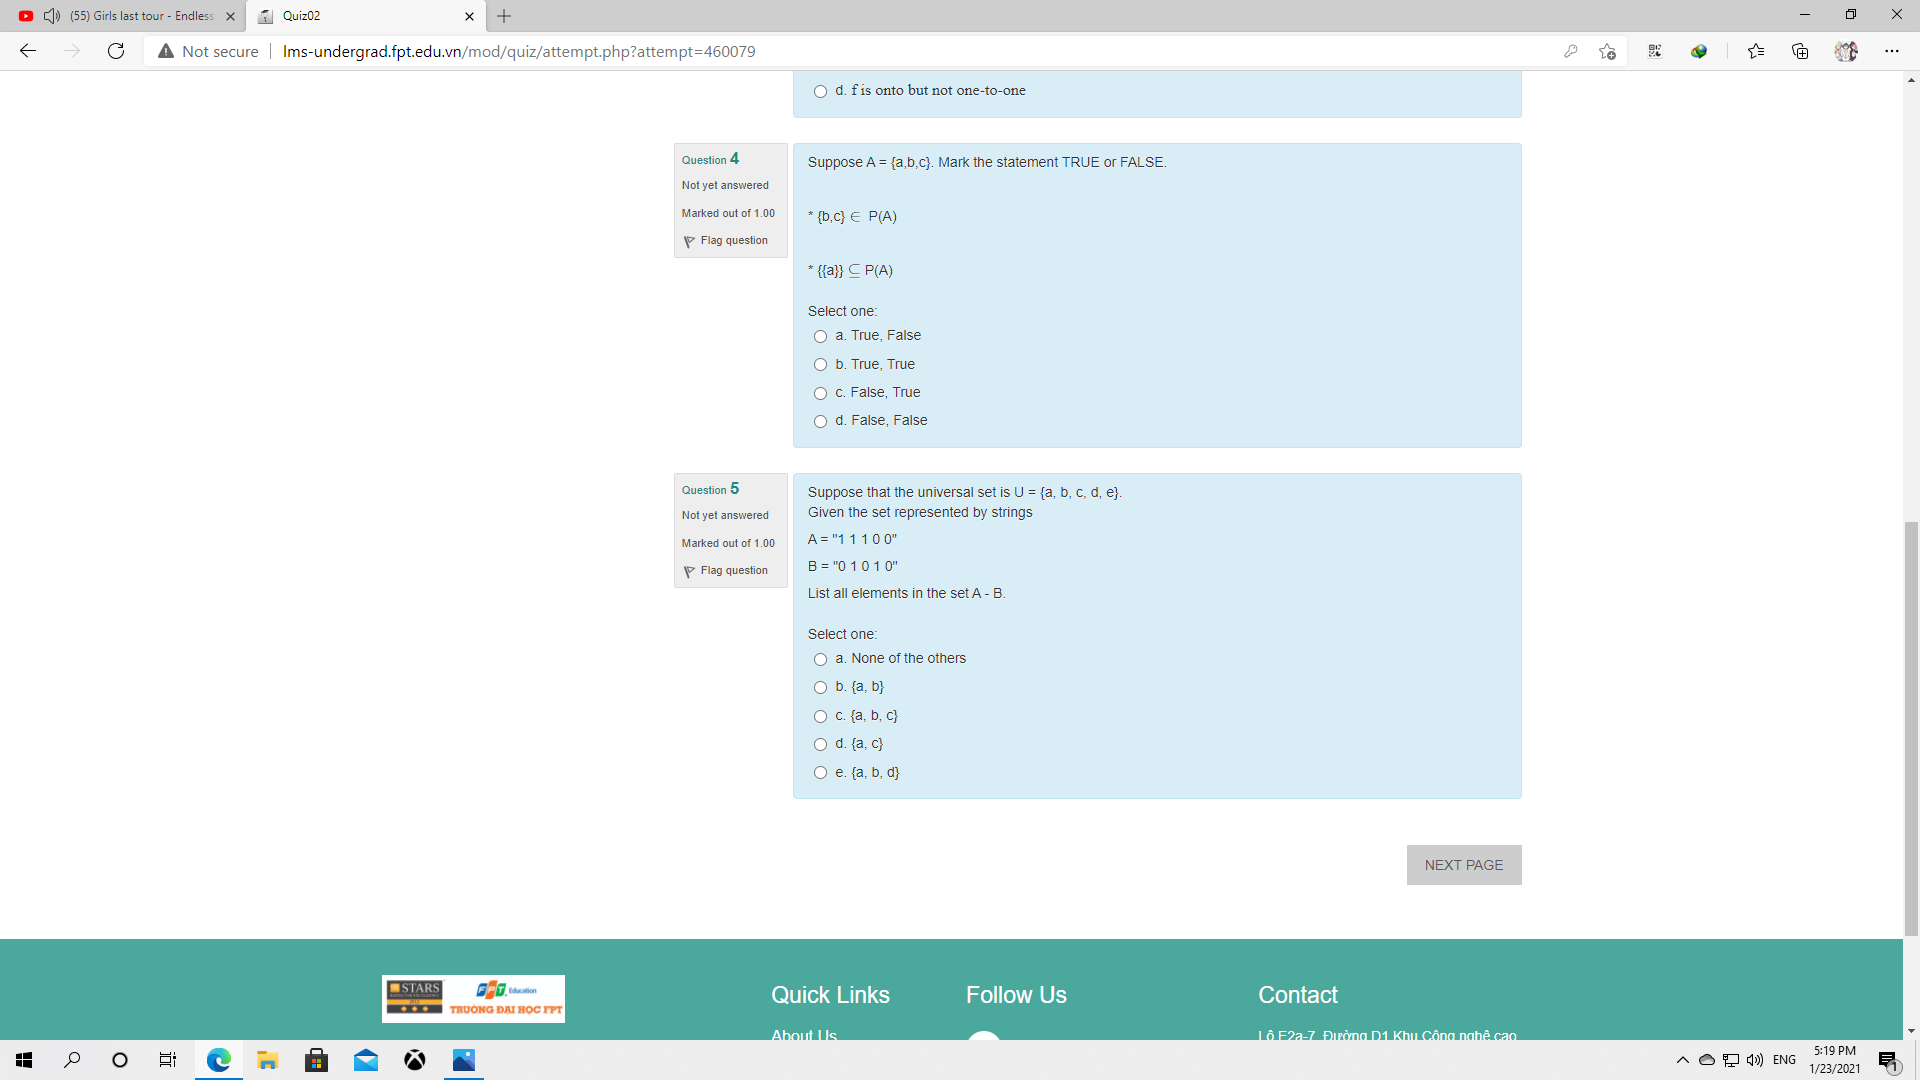 (55) Girls last tour - Endless
Quiz02
Not secure
lms-undergrad.fpt.edu.vn/mod/quiz/attempt.php?attempt=460079
d. f is onto but not one-to-one
Question 4
Not yet answered
Marked out of 1.00
Flag question
Suppose A = {a,b,c}. Mark the statement TRUE or FALSE.
* {b,c} ∈ P(A)
* {{a}} ⊆ P(A)
Select one:
a. True, False
b. True, True
c. False, True
d. False, False
Question 5
Not yet answered
Marked out of 1.00
Flag question
Suppose that the universal set is U = {a, b, c, d, e}.
Given the set represented by strings
A = "1 1 1 0 0"
B = "0 1 0 1 0"
List all elements in the set A - B.
Select one:
a. None of the others
b. {a, b}
c. {a, b, c}
d. {a, c}
e. {a, b, d}
NEXT PAGE
STARS
FPT Education
TRƯỜNG ĐẠI HỌC FPT
Quick Links
About Us
Follow Us
Contact
Lô E2a-7, Đường D1 Khu Công nghệ cao
ENG
5:19 PM
1/23/2021
1